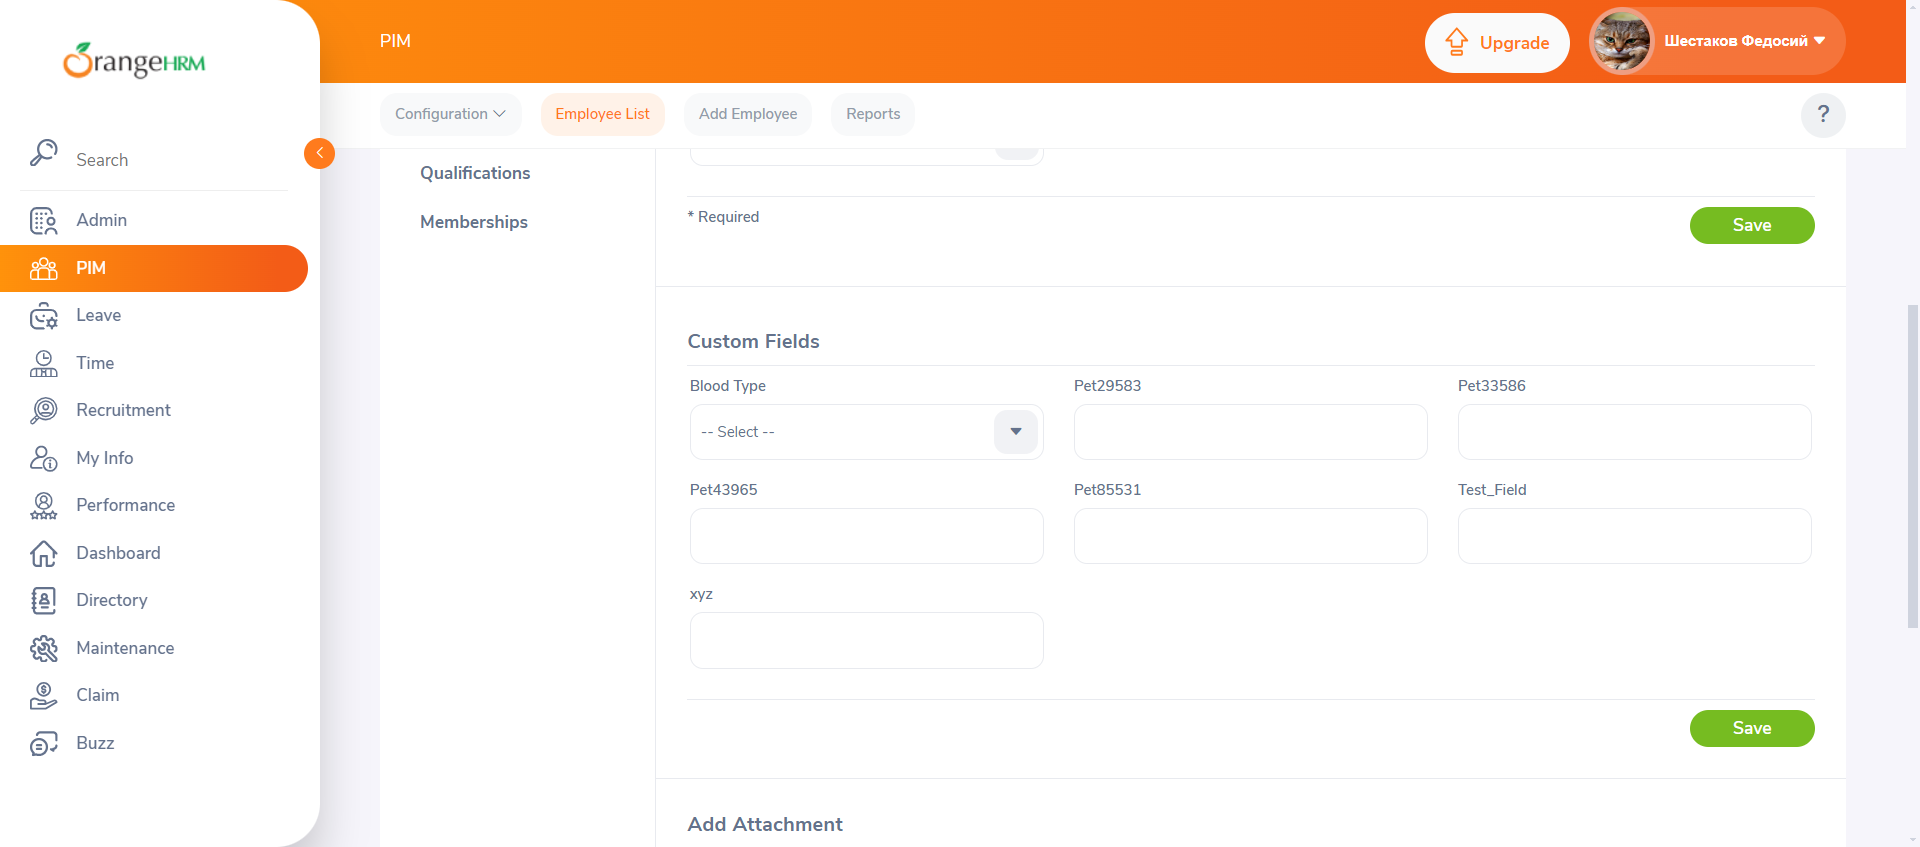 OrangeHRM
PIM
Upgrade
Шестаков Федосий
Configuration
Employee List
Add Employee
Reports
?
Search
Admin
PIM
Leave
Time
Recruitment
My Info
Performance
Dashboard
Directory
Maintenance
Claim
Buzz
Qualifications
Memberships
* Required
Save
Custom Fields
Blood Type
Pet29583
Pet33586
-- Select --
Pet43965
Pet85531
Test_Field
xyz
Save
Add Attachment